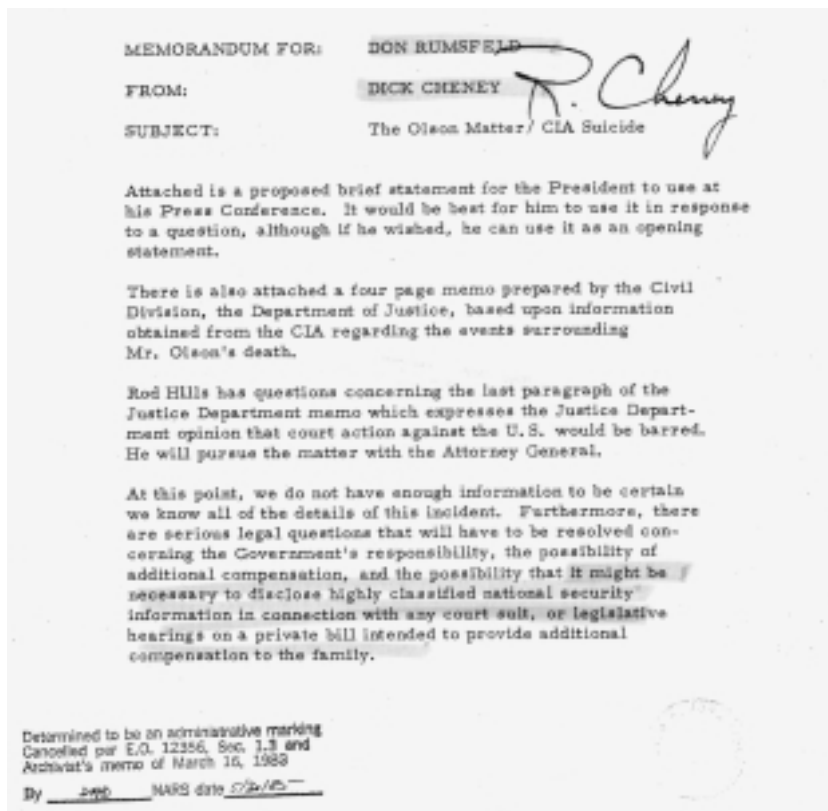 MEMORANDUM FOR: DON RUMSFELD
FROM: DICK CHENEY
R. Cheney
SUBJECT: The Olson Matter/ CIA Suicide
Attached is a proposed brief statement for the President to use at
his Press Conference. It would be best for him to use it in response
to a question, although if he wished, he can use it as an opening
statement.
There is also attached a four page memo prepared by the Civil
Division, the Department of Justice, based upon information
obtained from the CIA regarding the events surrounding
Mr. Olson's death.
Rod Hills has questions concerning the last paragraph of the
Justice Department memo which expresses the Justice Depart-
ment opinion that court action against the U.S. would be barred.
He will pursue the matter with the Attorney General.
At this point, we do not have enough information to be certain
we know all of the details of this incident. Furthermore, there
are serious legal questions that will have to be resolved con-
cerning the Government's responsibility, the possibility of
additional compensation, and the possibility that it might be
necessary to disclose highly classified national security
information in connection with any court suit, or legislative
hearings on a private bill intended to provide additional
compensation to the family.
Determined to be an administrative marking
Cancelled per E.O. 12356, Sec. 1.3 and
Archivist's memo of March 16, 1983
By NARS date